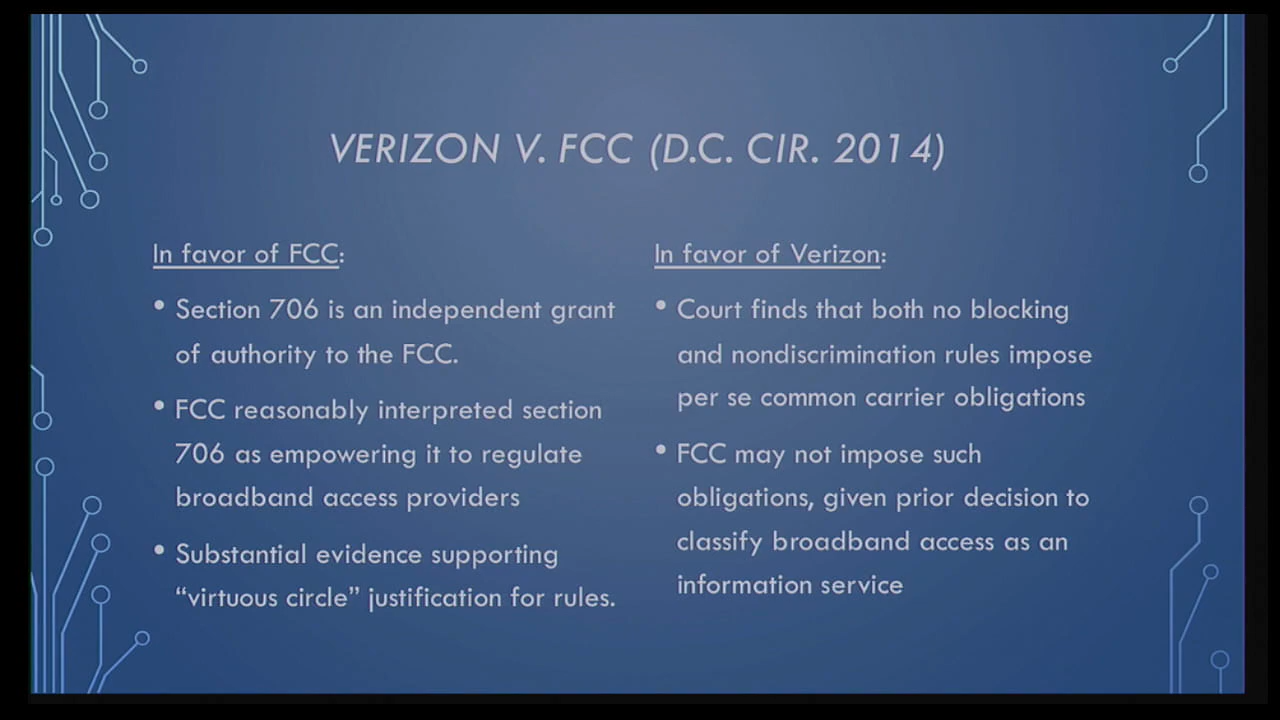 VERIZON V. FCC (D.C. CIR. 2014)
In favor of FCC:
• Section 706 is an independent grant
of authority to the FCC.
• FCC reasonably interpreted section
706 as empowering it to regulate
broadband access providers
• Substantial evidence supporting
“virtuous circle” justification for rules.
In favor of Verizon:
• Court finds that both no blocking
and nondiscrimination rules impose
per se common carrier obligations
• FCC may not impose such
obligations, given prior decision to
classify broadband access as an
information service